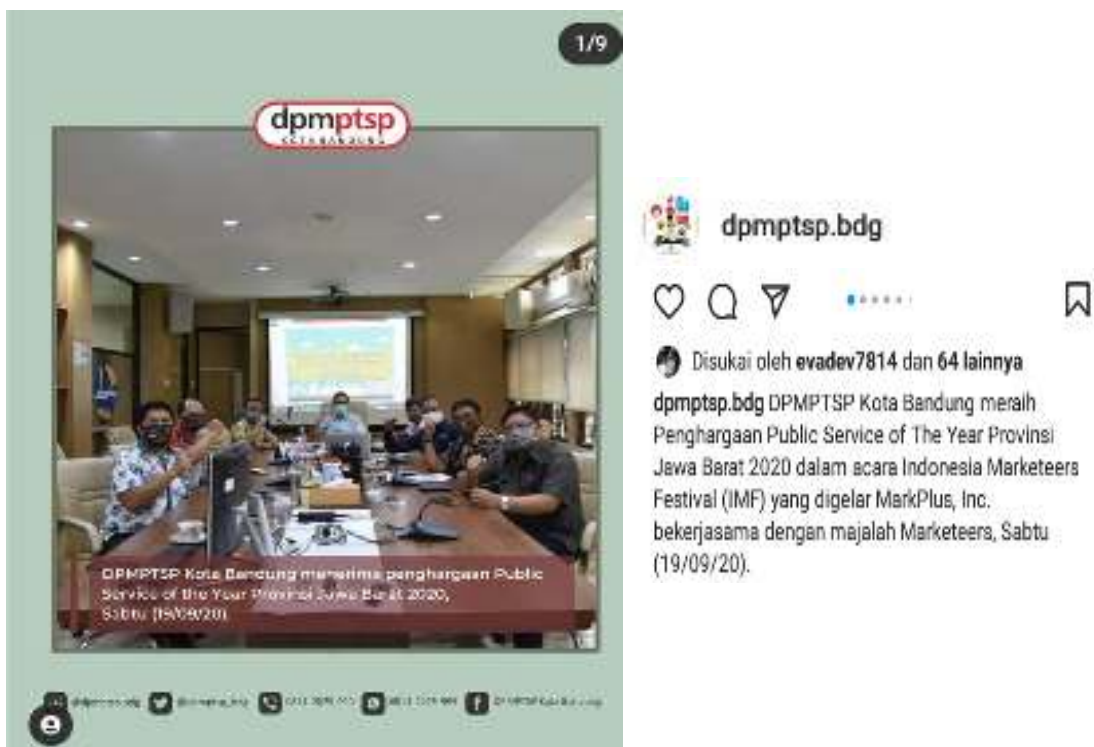 1/9
dpmptsp
KOTA BANDUNG
DPMPTSP Kota Bandung menerima penghargaan Public
Service of the Year Provinsi Jawa Barat 2020,
Sabtu (19/09/20).
dpmptsp.bdg
Disukai oleh evadev7814 dan 64 lainnya
dpmptsp.bdg DPMPTSP Kota Bandung meraih
Penghargaan Public Service of The Year Provinsi
Jawa Barat 2020 dalam acara Indonesia Marketeers
Festival (IMF) yang digelar MarkPlus, Inc.
bekerjasama dengan majalah Marketeers, Sabtu
(19/09/20).